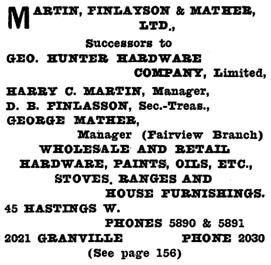 MARTIN, FINLAYSON & MATHER,
LTD.,
Successors to
GEO. HUNTER HARDWARE
COMPANY, Limited,
HARRY C. MARTIN, Manager,
D. B. FINLASSON, Sec.-Treas.,
GEORGE MATHER,
Manager (Fairview Branch)
WHOLESALE AND RETAIL
HARDWARE, PAINTS, OILS, ETC.,
STOVES, RANGES AND
HOUSE FURNISHINGS.
45 HASTINGS W.
PHONES 5890 & 5891
2021 GRANVILLE PHONE 2030
(See page 156)